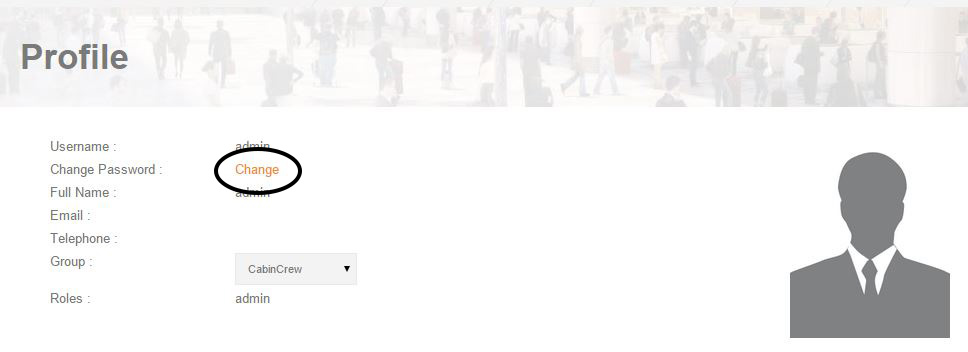 Profile
Username : admin
Change Password : Change
Full Name : admin
Email :
Telephone :
Group : CabinCrew
Roles : admin